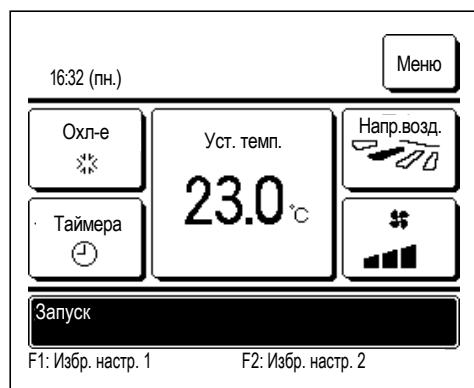 Меню
16:32 (пн.)
Охл-е
Уст. темп.
Напр.возд.
23.0 °C
Таймера
Запуск
F1: Избр. настр. 1
F2: Избр. настр. 2